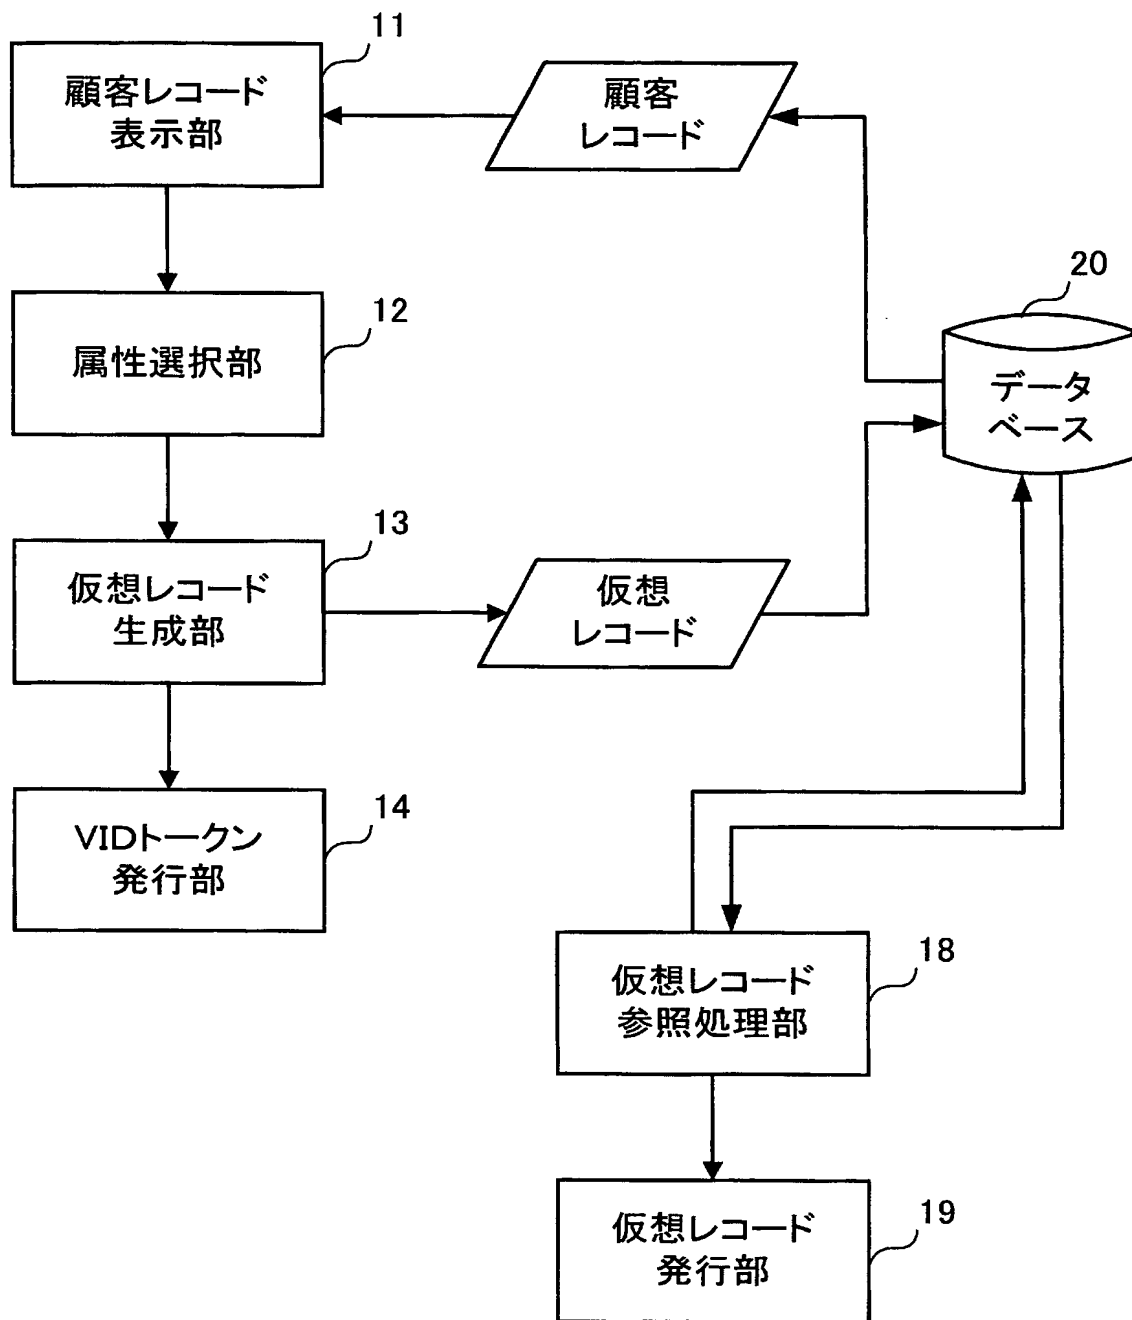 11
顧客レコード
表示部
顧客
レコード
12
属性選択部
20
データ
ベース
13
仮想レコード
生成部
仮想
レコード
14
VIDトークン
発行部
18
仮想レコード
参照処理部
19
仮想レコード
発行部